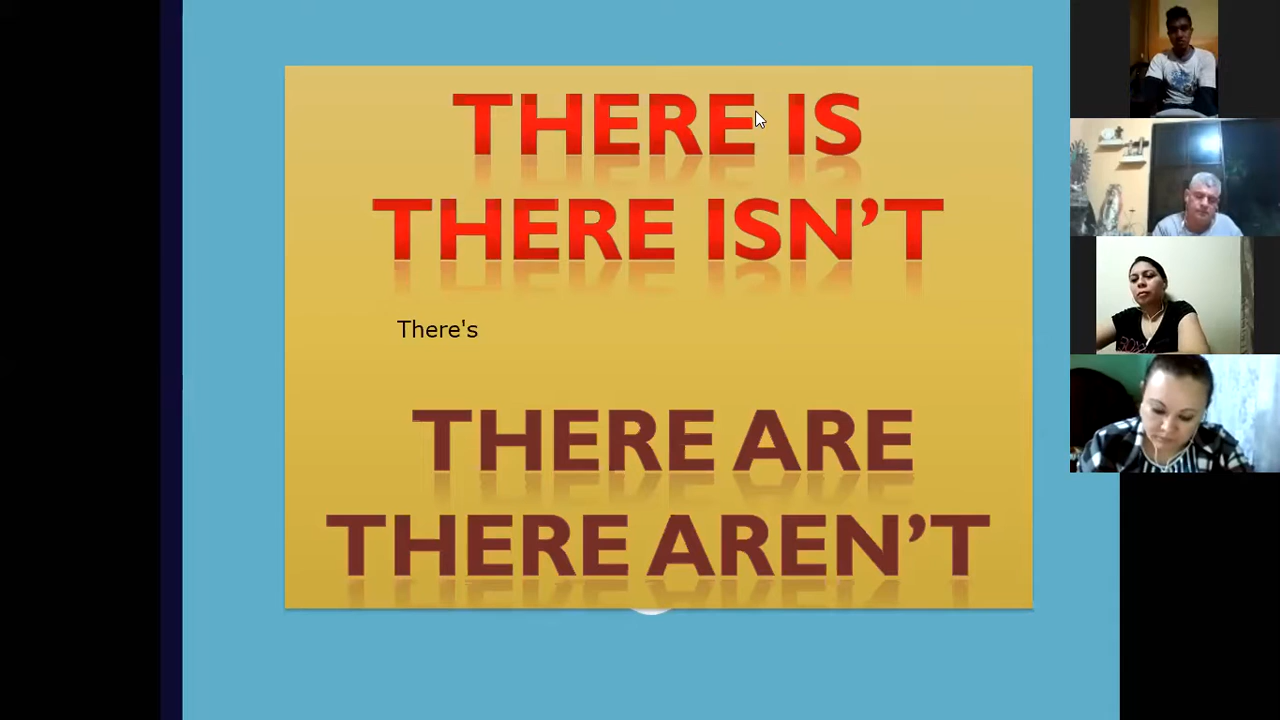 THERE IS
THERE ISN’T
There's
THERE ARE
THERE AREN’T